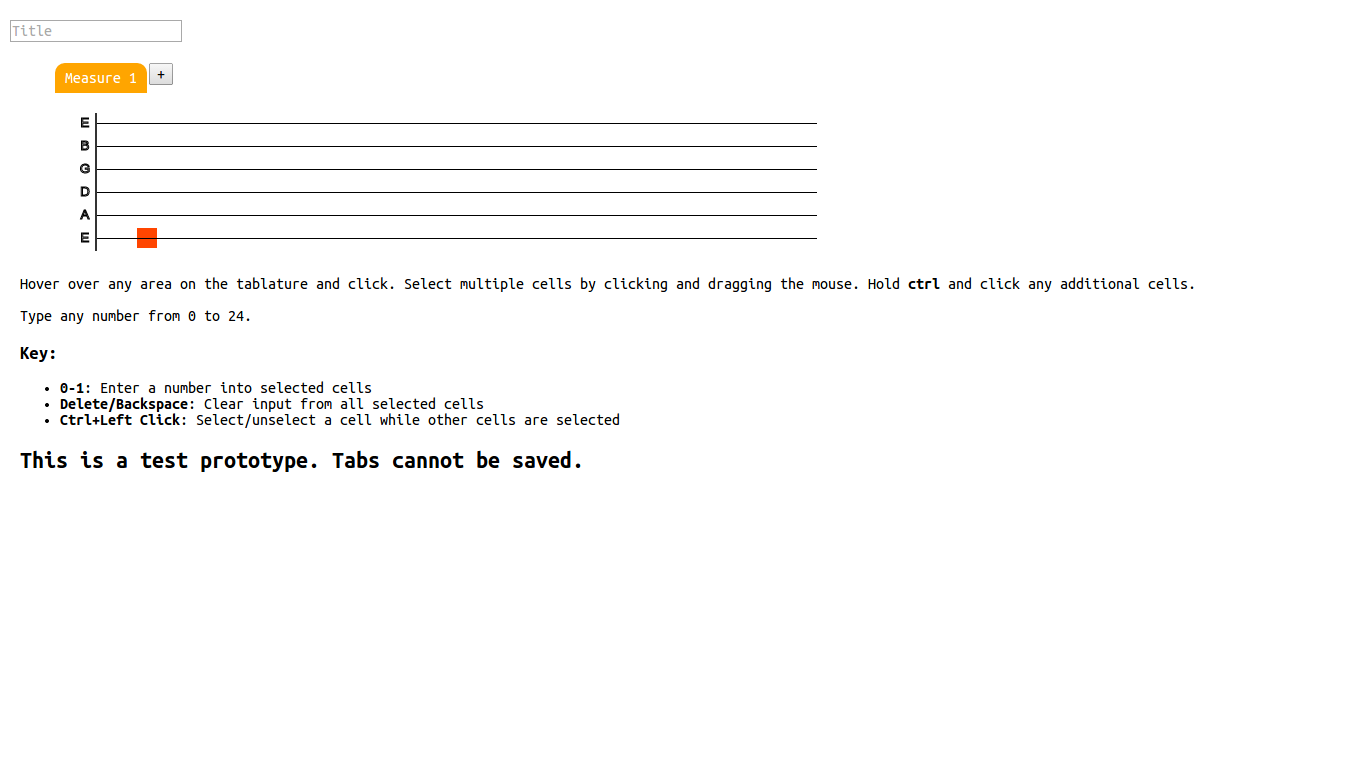 Title
Measure 1 +
E
B
G
D
A
E
Hover over any area on the tablature and click. Select multiple cells by clicking and dragging the mouse. Hold ctrl and click any additional cells.
Type any number from 0 to 24.
Key:
• 0-1: Enter a number into selected cells
• Delete/Backspace: Clear input from all selected cells
• Ctrl+Left Click: Select/unselect a cell while other cells are selected
This is a test prototype. Tabs cannot be saved.